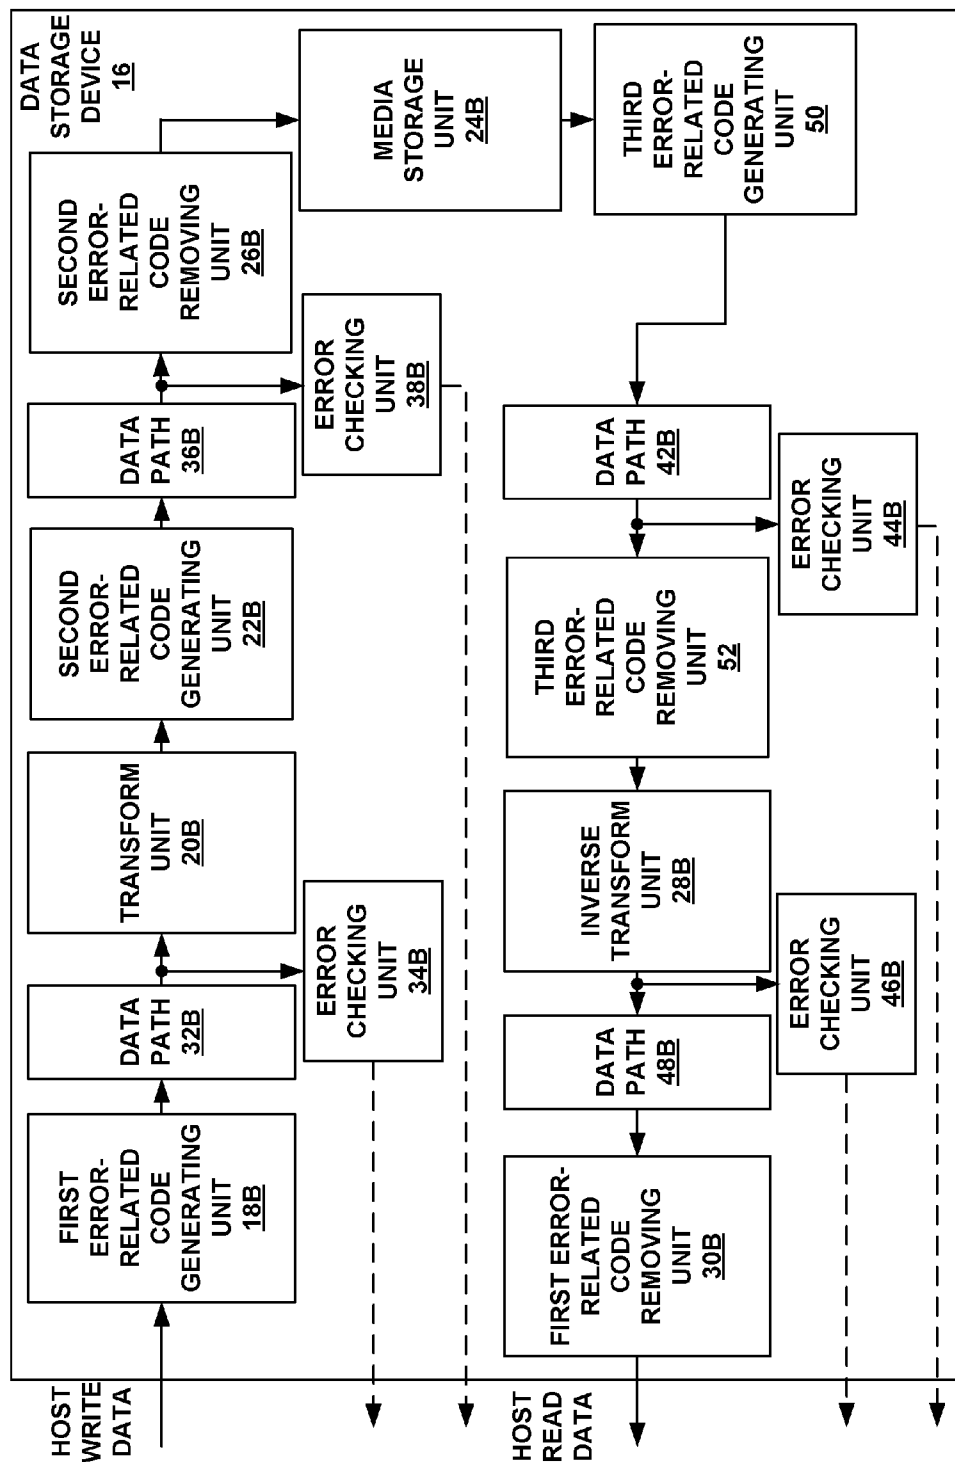 DATA
STORAGE
DEVICE
16
HOST
WRITE
DATA
FIRST
ERROR-
RELATED
CODE
GENERATING
UNIT
18B
DATA
PATH
32B
TRANSFORM
UNIT
20B
SECOND
ERROR-
RELATED
CODE
GENERATING
UNIT
22B
DATA
PATH
36B
SECOND
ERROR-
RELATED
CODE
REMOVING
UNIT
26B
ERROR
CHECKING
UNIT
34B
ERROR
CHECKING
UNIT
38B
MEDIA
STORAGE
UNIT
24B
HOST
READ
DATA
FIRST ERROR-
RELATED
CODE
REMOVING
UNIT
30B
DATA
PATH
48B
INVERSE
TRANSFORM
UNIT
28B
THIRD
ERROR-
RELATED
CODE
REMOVING
UNIT
52
DATA
PATH
42B
THIRD
ERROR-
RELATED
CODE
GENERATING
UNIT
50
ERROR
CHECKING
UNIT
46B
ERROR
CHECKING
UNIT
44B